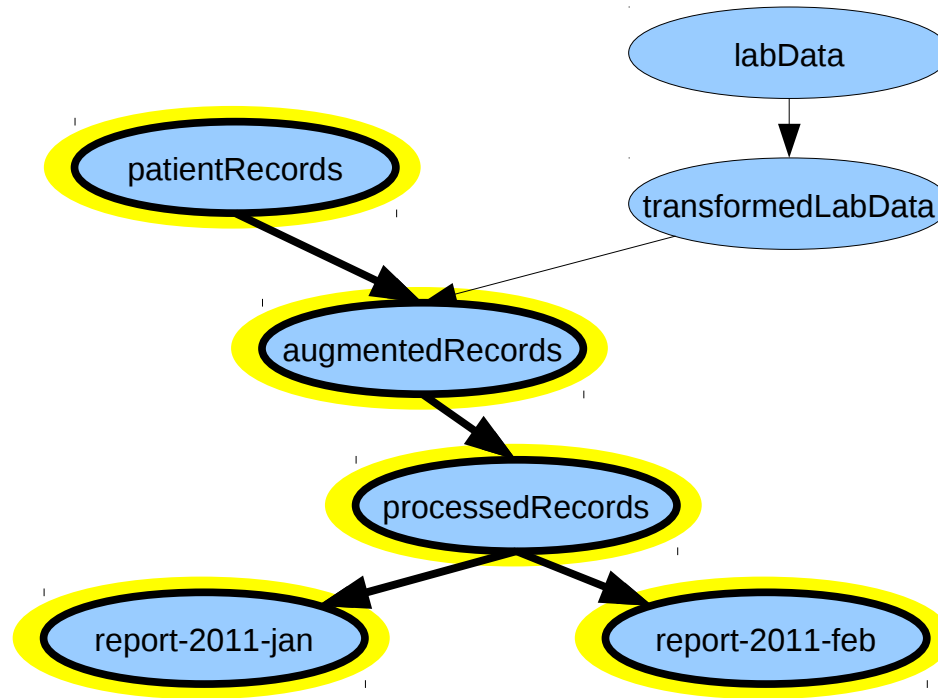 labData
patientRecords
transformedLabData
augmentedRecords
processedRecords
report-2011-jan
report-2011-feb